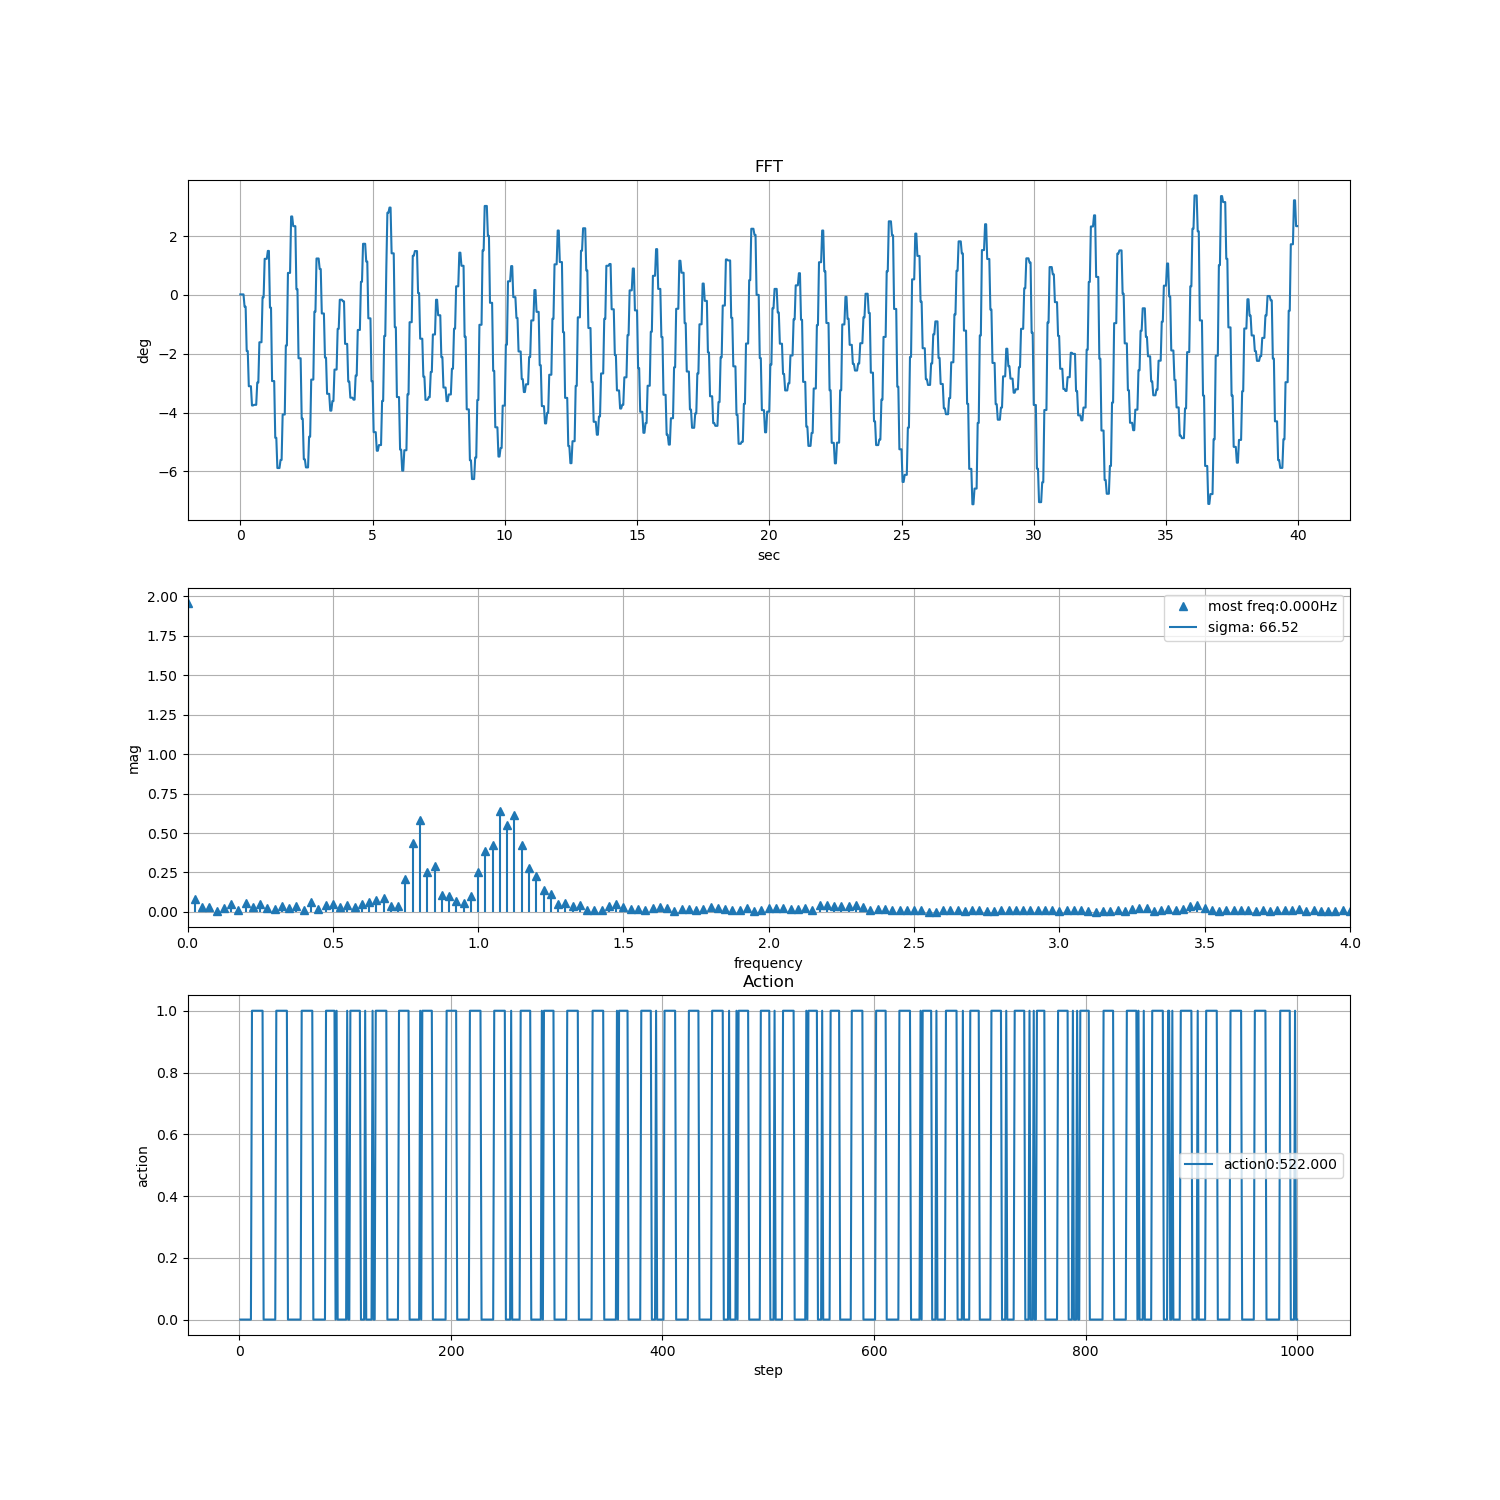 FFT
2
0
−2
−4
−6
deg
0 5 10 15 20 25 30 35 40
sec
2.00
1.75
1.50
1.25
1.00
0.75
0.50
0.25
0.00
mag
most freq:0.000Hz
sigma: 66.52
0.0 0.5 1.0 1.5 2.0 2.5 3.0 3.5 4.0
frequency
Action
1.0
0.8
0.6
0.4
0.2
0.0
action
action0:522.000
0 200 400 600 800 1000
step